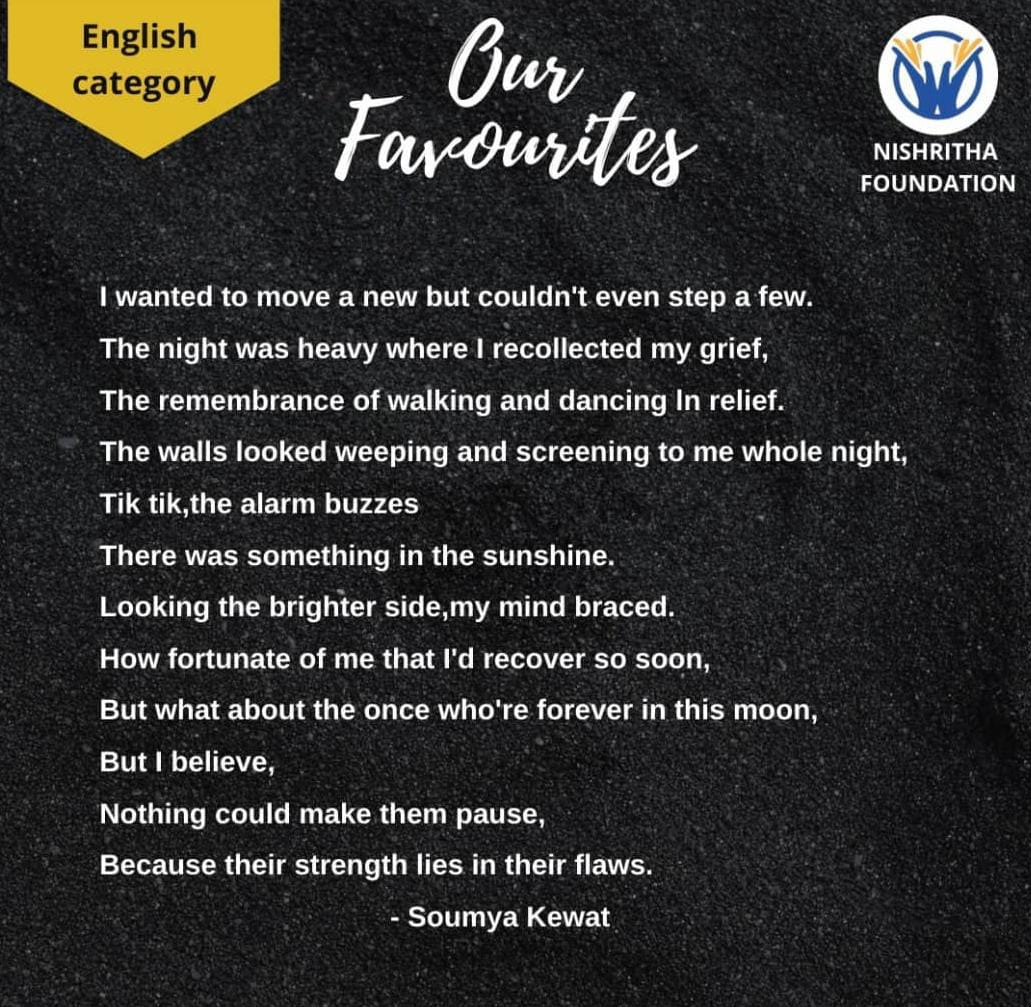 English
category
Our
Favourites
NISHRITHA
FOUNDATION
I wanted to move a new but couldn't even step a few.
The night was heavy where I recollected my grief,
The remembrance of walking and dancing In relief.
The walls looked weeping and screening to me whole night,
Tik tik,the alarm buzzes
There was something in the sunshine.
Looking the brighter side,my mind braced.
How fortunate of me that I'd recover so soon,
But what about the once who're forever in this moon,
But I believe,
Nothing could make them pause,
Because their strength lies in their flaws.
- Soumya Kewat